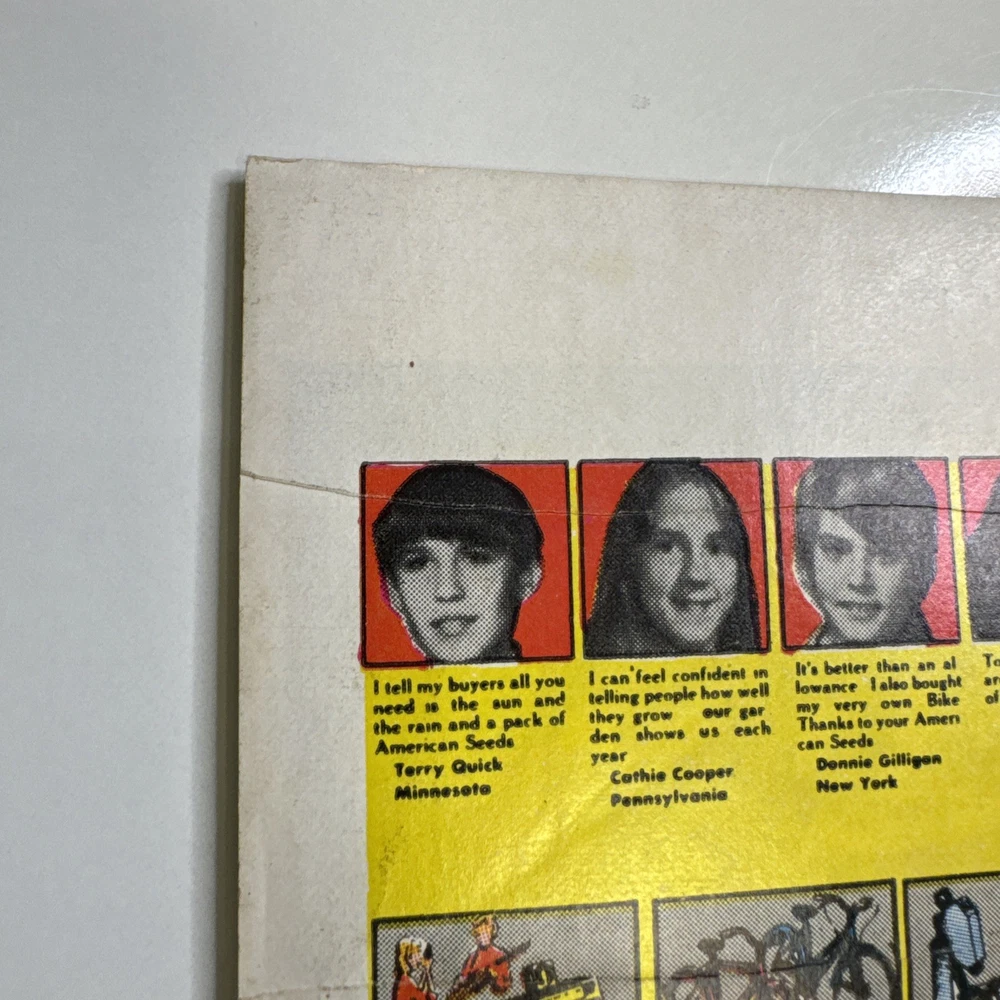 I tell my buyers all you
need is the sun and
the rain and a pack of
American Seeds
Terry Quick
Minnesota
I can feel confident in
telling people how well
they grow our gar
den shows us each
year
Cathie Cooper
Pennsylvania
It's better than an al
lowance I also bought
my very own Bike
Thanks to your Ameri
can Seeds
Donnie Gilligan
New York
To
ar
of